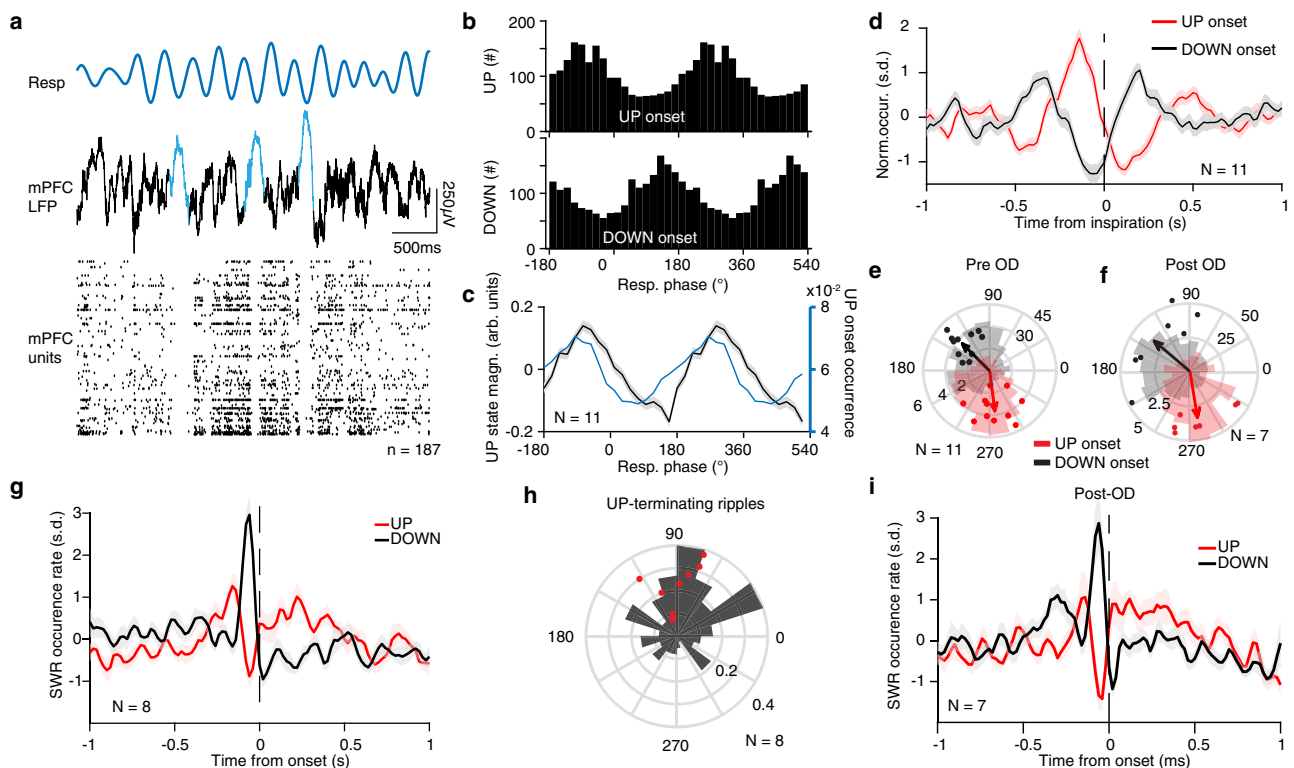 a
Resp
mPFC
LFP
250µV
500ms
mPFC
units
n = 187
b
UP (#)
200
100
0
UP onset
DOWN (#)
200
100
0
DOWN onset
-180
0
180
360
540
Resp. phase (°)
c
UP state magn. (arb. units)
0.2
0
-0.2
N = 11
x10-2
8
6
4
UP onset occurrence
-180
0
180
360
540
Resp. phase (°)
d
UP onset
DOWN onset
Norm.occur. (s.d.)
2
1
0
-1
N = 11
-1
-0.5
0
0.5
1
Time from inspiration (s)
e
Pre OD
90
45
30
180
0
2
4
6
N = 11
270
f
Post OD
90
50
25
180
0
2.5
5
N = 7
270
UP onset
DOWN onset
g
SWR occurence rate (s.d.)
3
2
1
0
-1
UP
DOWN
N = 8
-1
-0.5
0
0.5
1
Time from onset (s)
h
UP-terminating ripples
90
180
0
0.2
0.4
270
N = 8
i
Post-OD
SWR occurence rate (s.d.)
3
2
1
0
-1
UP
DOWN
N = 7
-1
-0.5
0
0.5
1
Time from onset (ms)